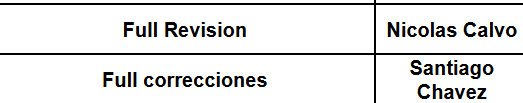 Full Revision
Nicolas Calvo
Full correcciones
Santiago
Chavez